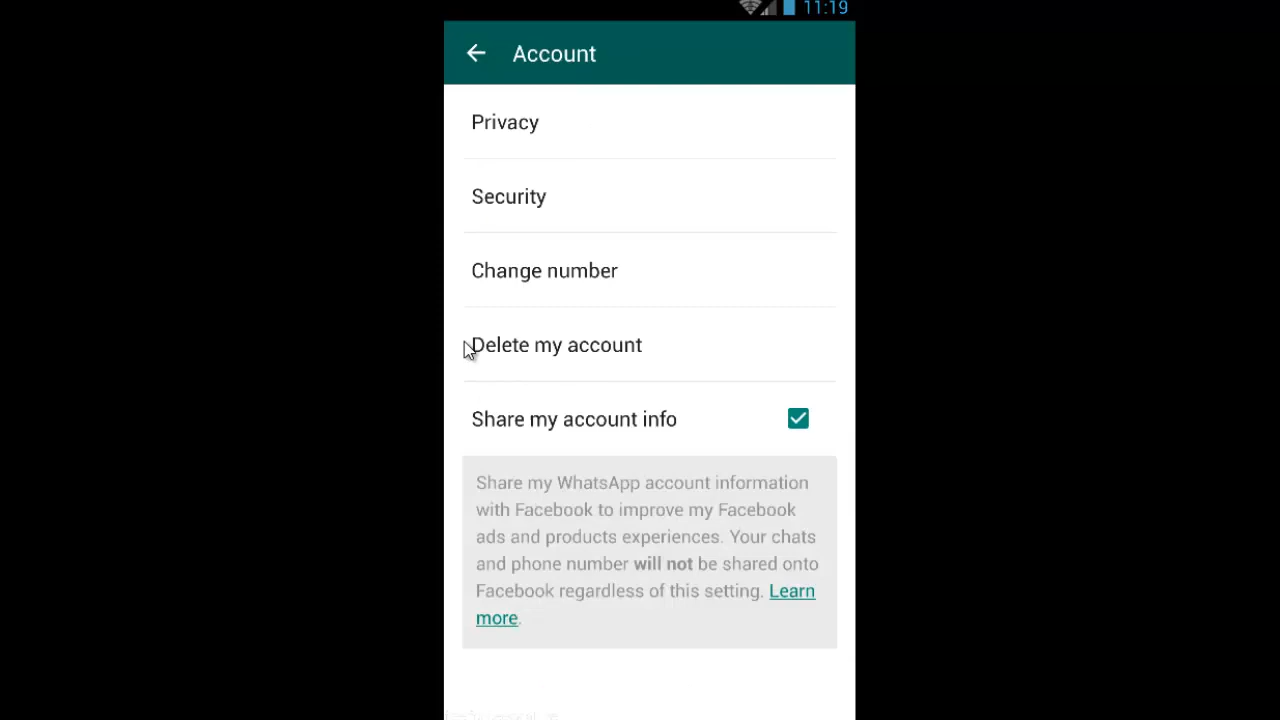 11:19
Account
Privacy
Security
Change number
Delete my account
Share my account info
Share my WhatsApp account information
with Facebook to improve my Facebook
ads and products experiences. Your chats
and phone number will not be shared onto
Facebook regardless of this setting. Learn
more.